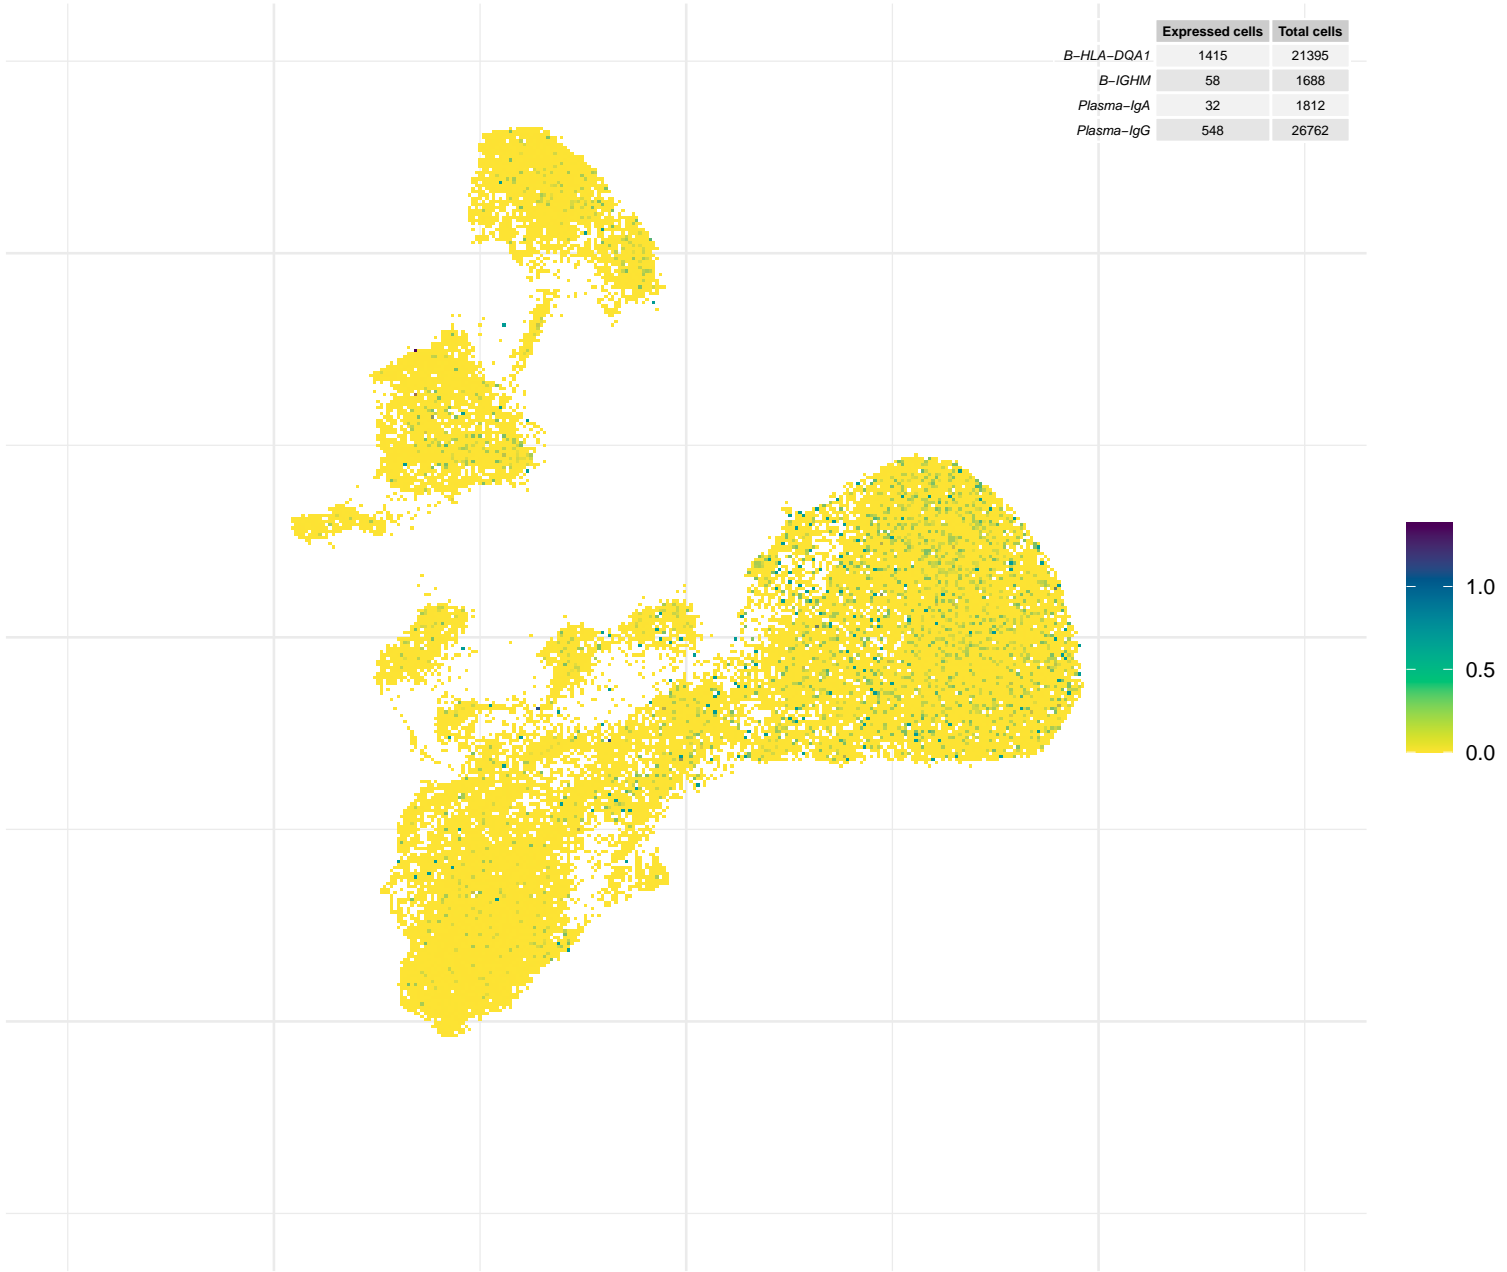 Expressed cells Total cells
B−HLA−DQA1 1415 21395
B−IGHM 58 1688
Plasma−IgA 32 1812
Plasma−IgG 548 26762
1.0
0.5
0.0